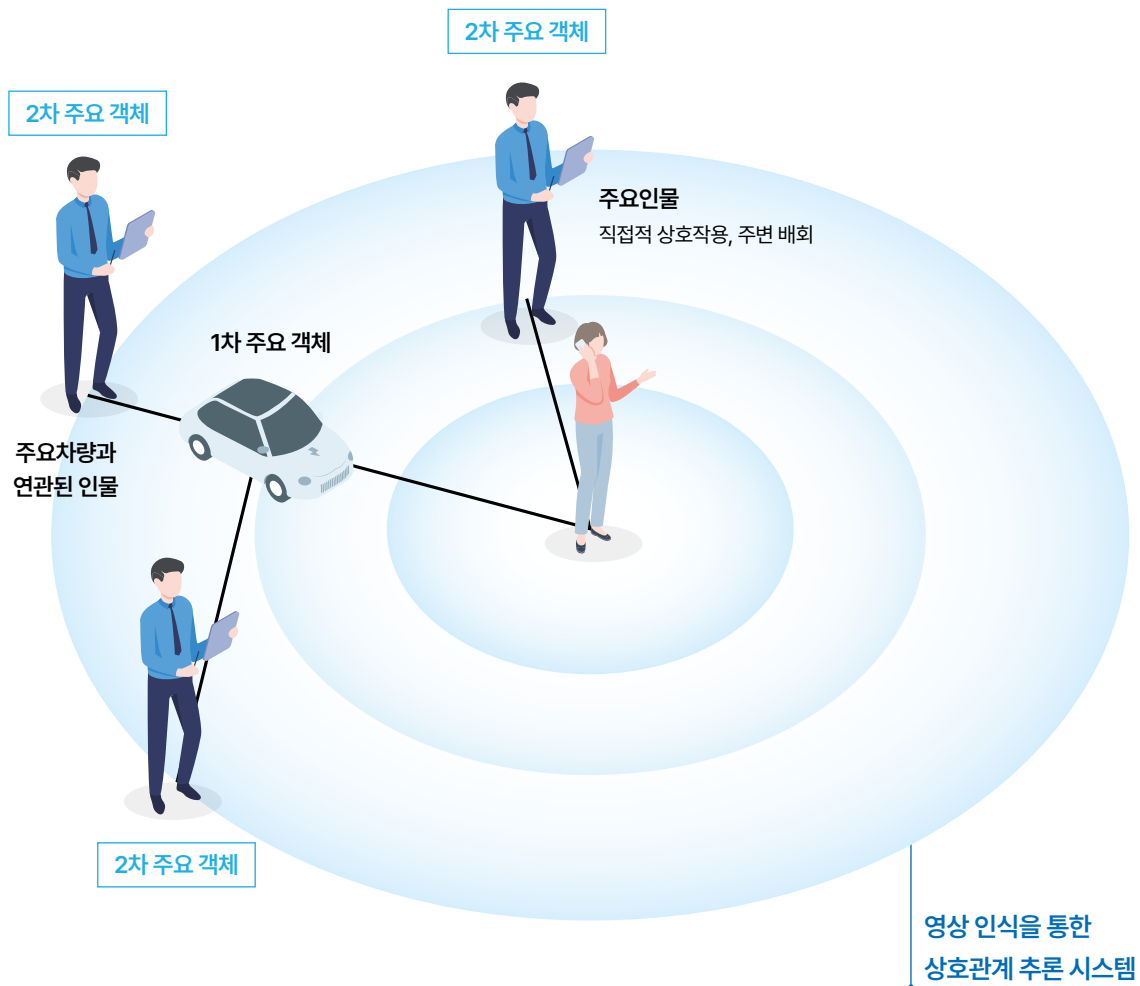 2차 주요 객체
2차 주요 객체
주요인물
직접적 상호작용, 주변 배회
1차 주요 객체
주요차량과
연관된 인물
2차 주요 객체
영상 인식을 통한
상호관계 추론 시스템